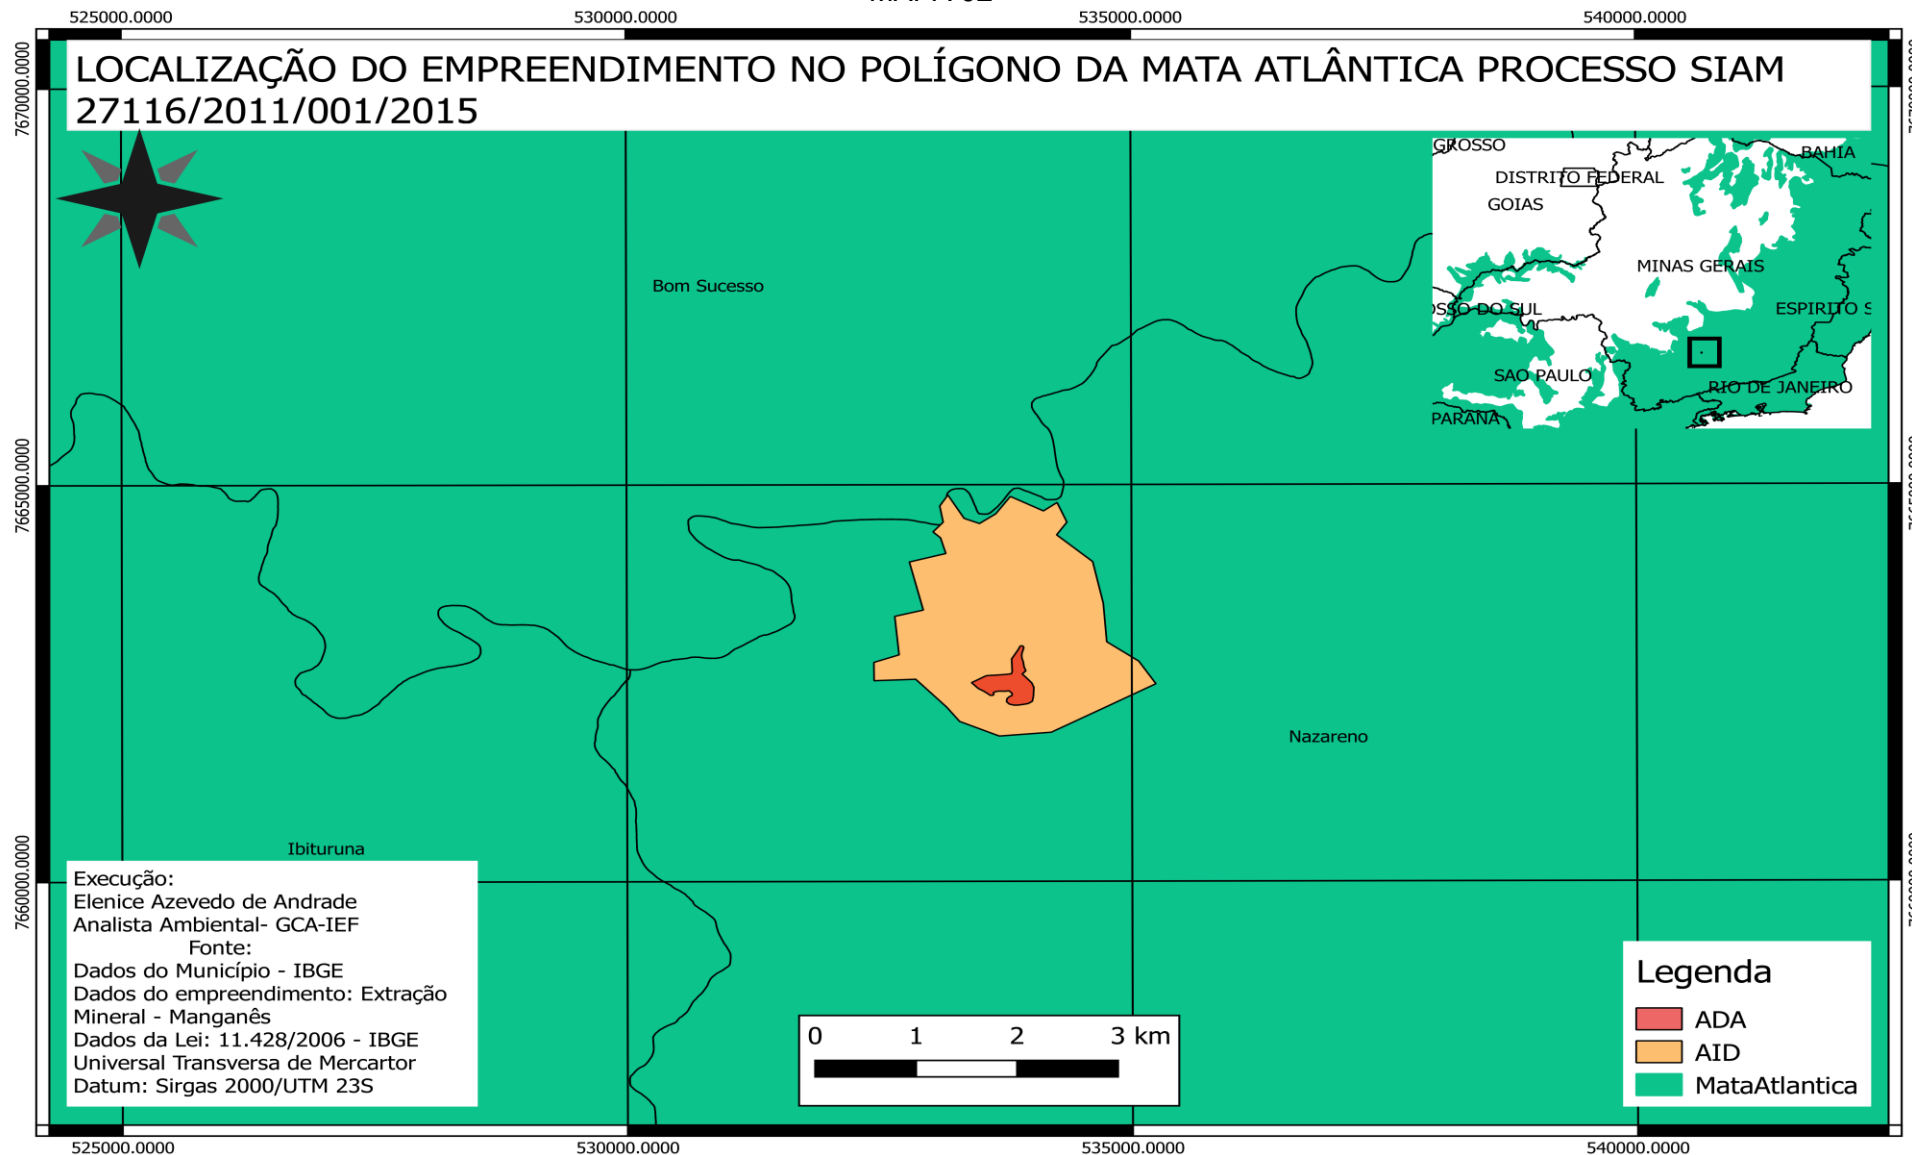 525000.0000 530000.0000 535000.0000 540000.0000
LOCALIZAÇÃO DO EMPREENDIMENTO NO POLÍGONO DA MATA ATLÂNTICA PROCESSO SIAM
27116/2011/001/2015
7670000.0000
7665000.0000
7660000.0000
GROSSO
BAHIA
DISTRITO FEDERAL
GOIAS
MINAS GERAIS
OSSO DO SUL
ESPIRITO S
SAO PAULO
RIO DE JANEIRO
PARANA
Bom Sucesso
Nazareno
Ibituruna
Execução:
Elenice Azevedo de Andrade
Analista Ambiental- GCA-IEF
Fonte:
Dados do Município - IBGE
Dados do empreendimento: Extração
Mineral - Manganês
Dados da Lei: 11.428/2006 - IBGE
Universal Transversa de Mercartor
Datum: Sirgas 2000/UTM 23S
0 1 2 3 km
Legenda
ADA
AID
MataAtlantica
525000.0000 530000.0000 535000.0000 540000.0000